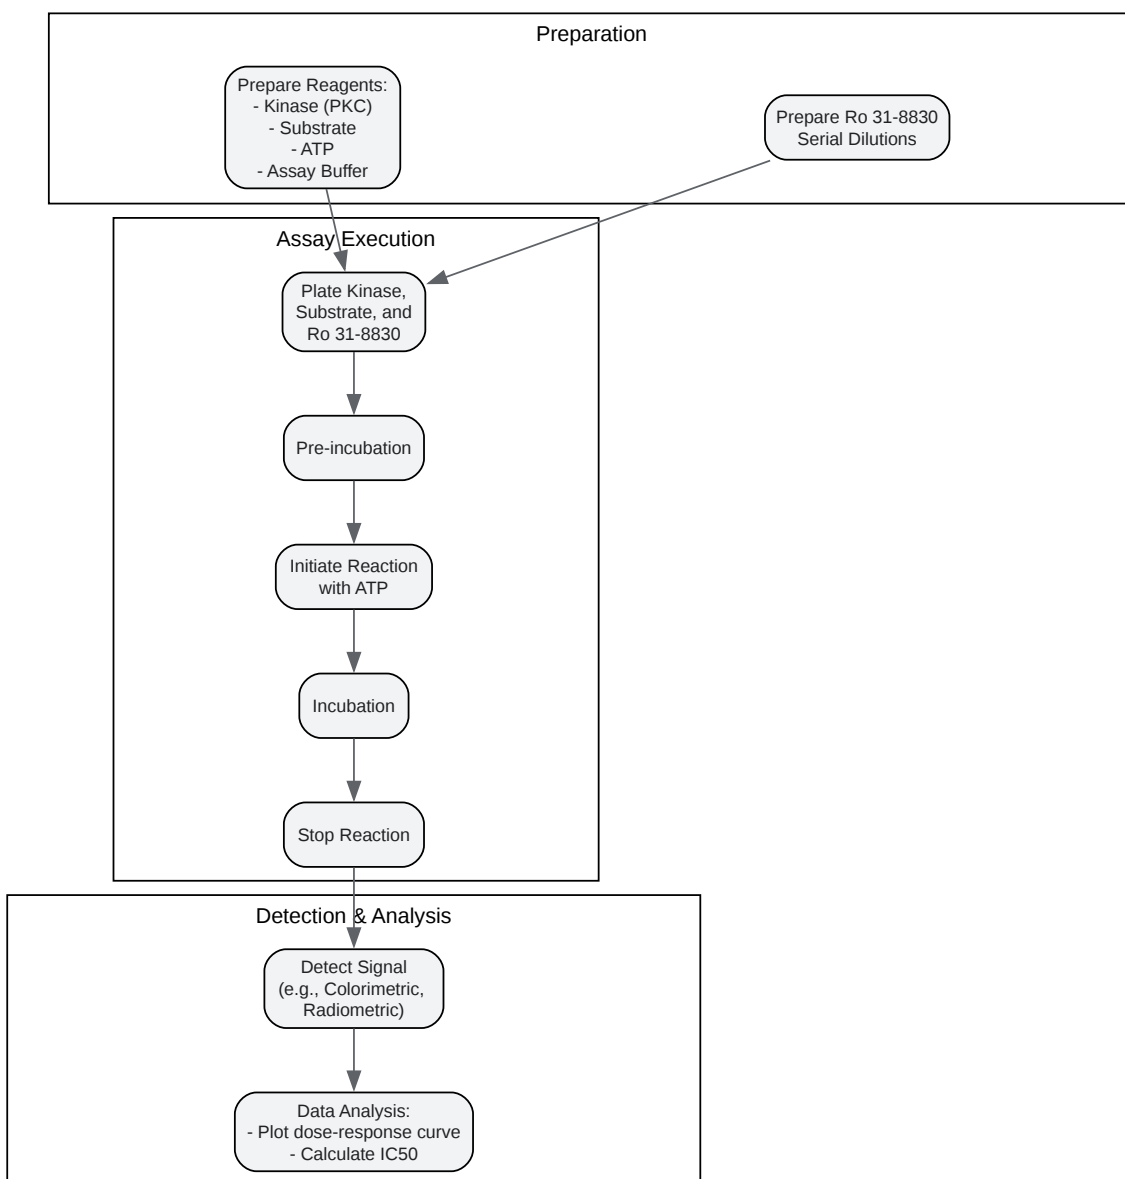 Preparation
Prepare Reagents:
- Kinase (PKC)
- Substrate
- ATP
- Assay Buffer
Prepare Ro 31-8830
Serial Dilutions
Assay Execution
Plate Kinase,
Substrate, and
Ro 31-8830
Pre-incubation
Initiate Reaction
with ATP
Incubation
Stop Reaction
Detection & Analysis
Detect Signal
(e.g., Colorimetric,
Radiometric)
Data Analysis:
- Plot dose-response curve
- Calculate IC50